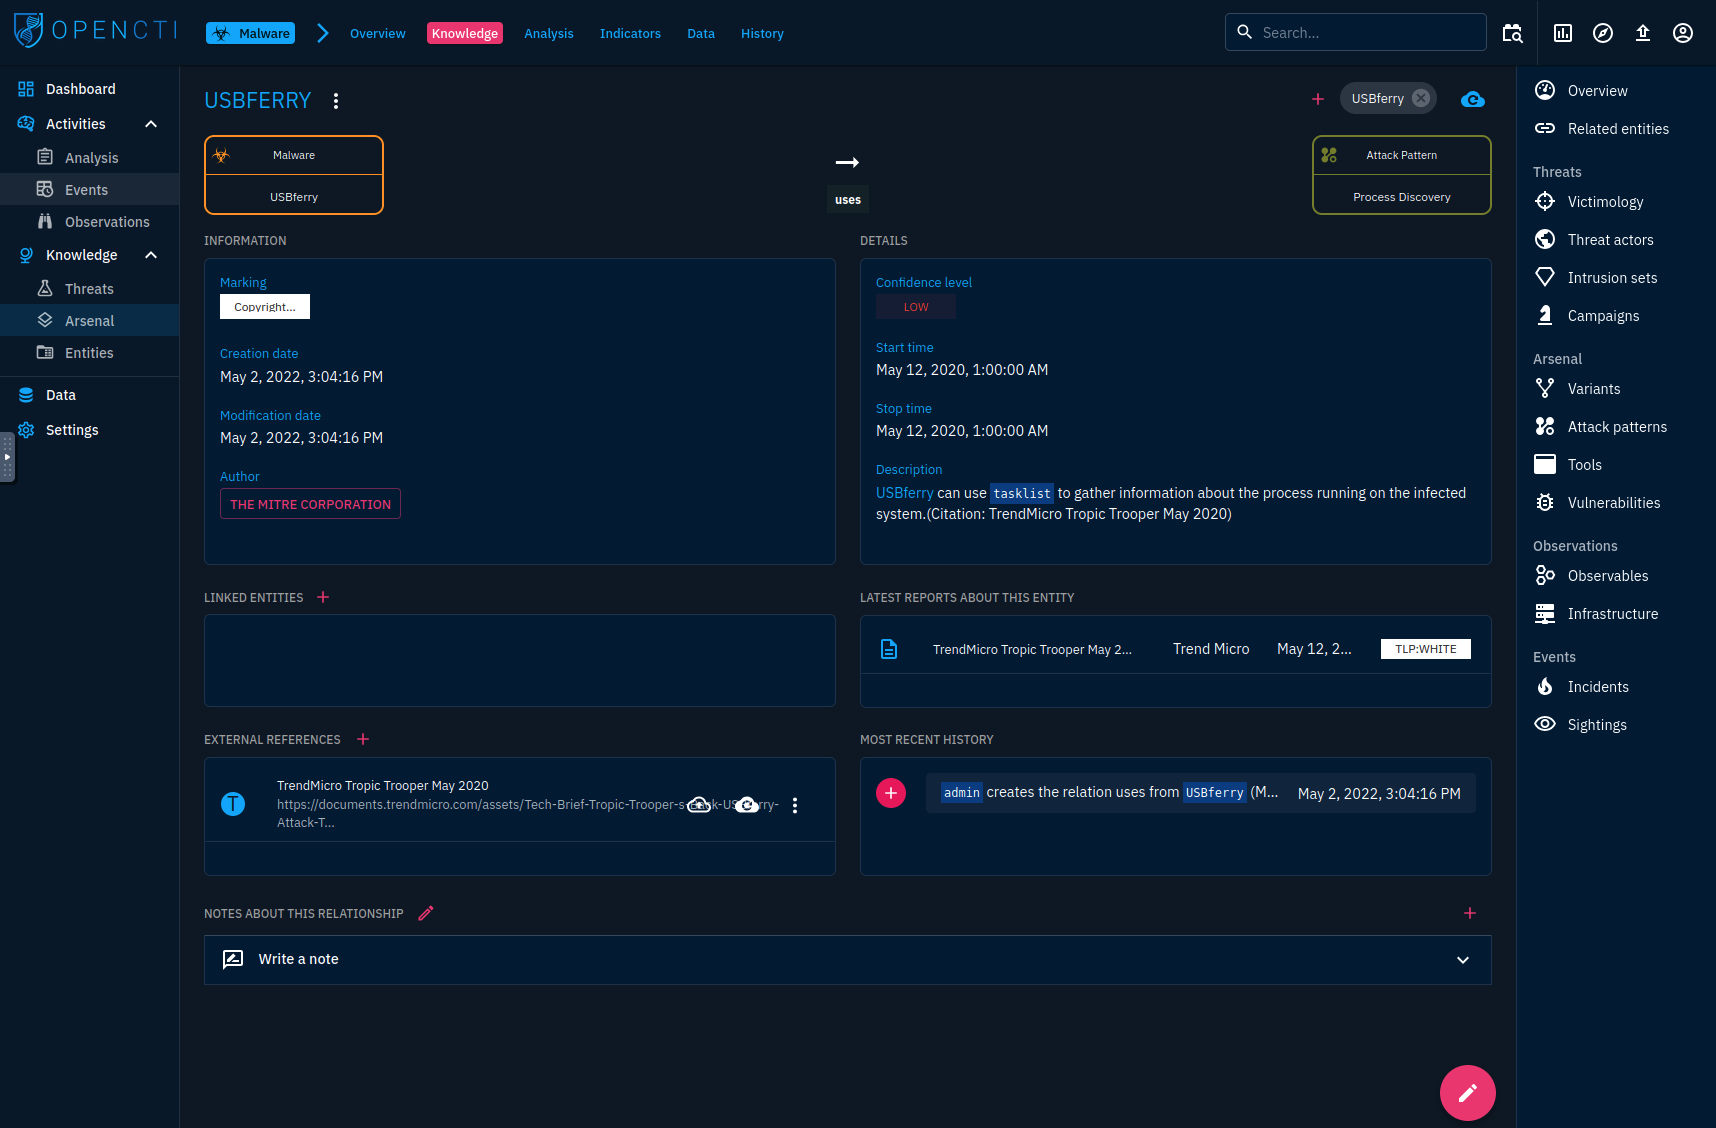 OPENCTI
Malware
Overview
Knowledge
Analysis
Indicators
Data
History
Search...
Dashboard
Activities
Analysis
Events
Observations
Knowledge
Threats
Arsenal
Entities
Data
Settings
USBFERRY
USBferry
Malware
USBferry
uses
Attack Pattern
Process Discovery
INFORMATION
Marking
Copyright...
Creation date
May 2, 2022, 3:04:16 PM
Modification date
May 2, 2022, 3:04:16 PM
Author
THE MITRE CORPORATION
DETAILS
Confidence level
LOW
Start time
May 12, 2020, 1:00:00 AM
Stop time
May 12, 2020, 1:00:00 AM
Description
USBferry can use tasklist to gather information about the process running on the infected
system.(Citation: TrendMicro Tropic Trooper May 2020)
LINKED ENTITIES
LATEST REPORTS ABOUT THIS ENTITY
TrendMicro Tropic Trooper May 2... Trend Micro May 12, 2... TLP:WHITE
EXTERNAL REFERENCES
T
TrendMicro Tropic Trooper May 2020
https://documents.trendmicro.com/assets/Tech-Brief-Tropic-Trooper-s-Back-USBferry-
Attack-T...
MOST RECENT HISTORY
admin creates the relation uses from USBferry (M... May 2, 2022, 3:04:16 PM
NOTES ABOUT THIS RELATIONSHIP
Write a note
Overview
Related entities
Threats
Victimology
Threat actors
Intrusion sets
Campaigns
Arsenal
Variants
Attack patterns
Tools
Vulnerabilities
Observations
Observables
Infrastructure
Events
Incidents
Sightings